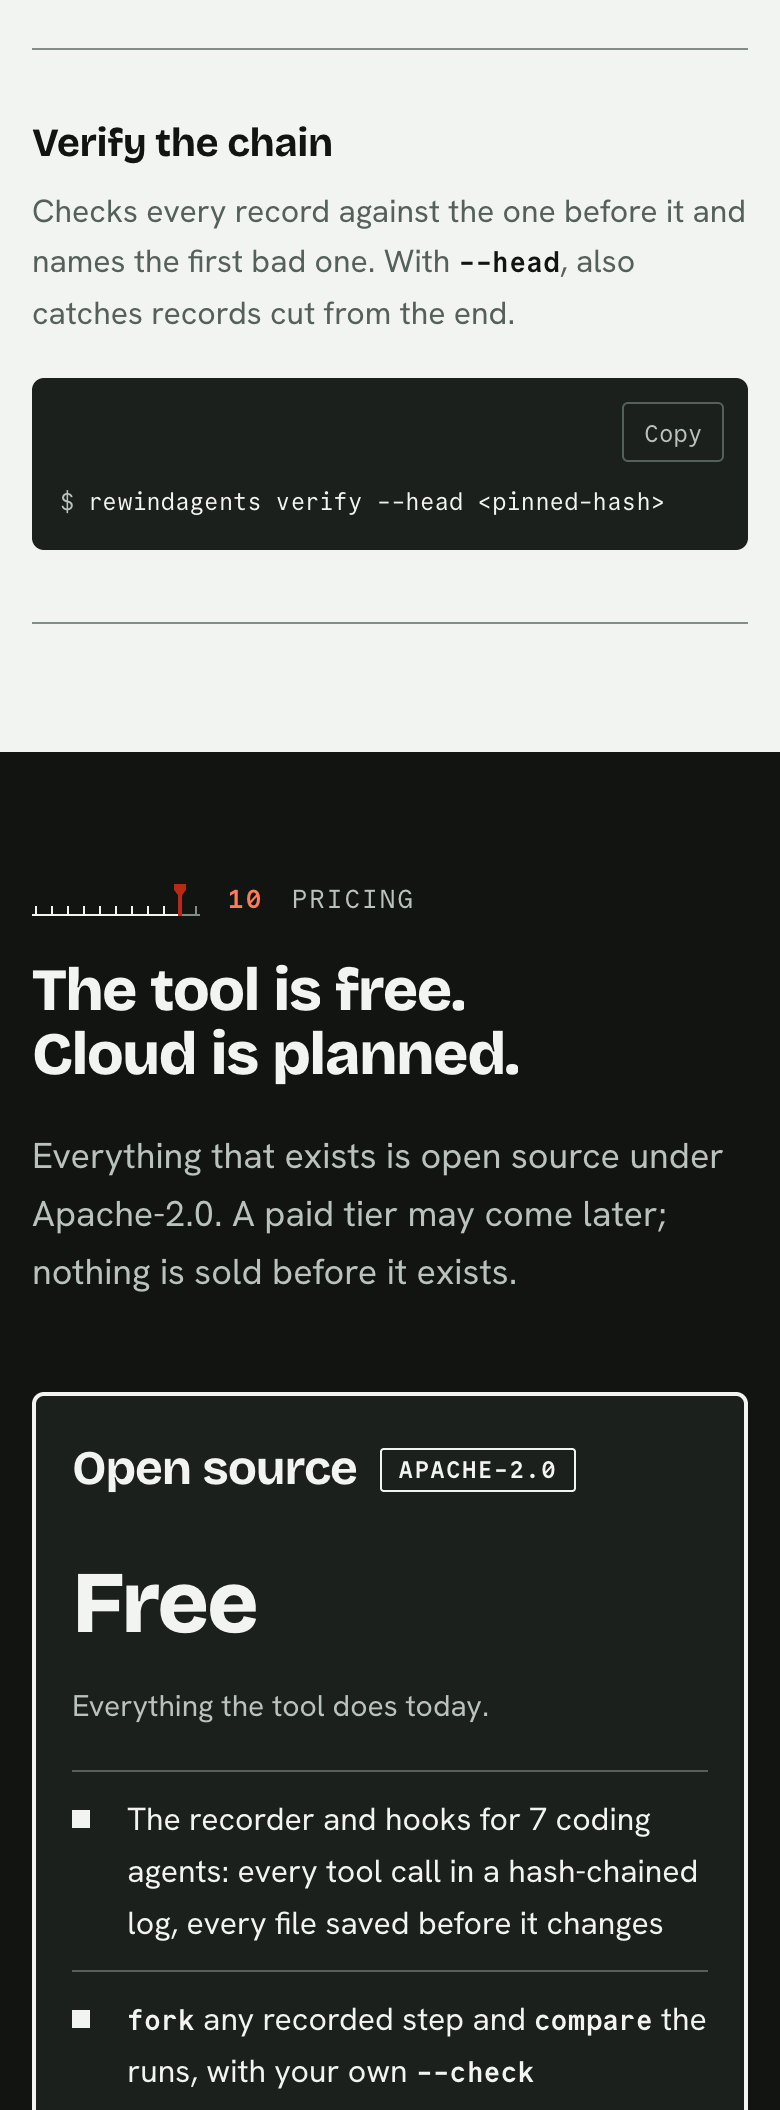 Verify the chain
Checks every record against the one before it and
names the first bad one. With --head, also
catches records cut from the end.
Copy
$ rewindagents verify --head <pinned-hash>
10 PRICING
The tool is free.
Cloud is planned.
Everything that exists is open source under
Apache-2.0. A paid tier may come later;
nothing is sold before it exists.
Open source APACHE-2.0
Free
Everything the tool does today.
The recorder and hooks for 7 coding
agents: every tool call in a hash-chained
log, every file saved before it changes
fork any recorded step and compare the
runs, with your own --check